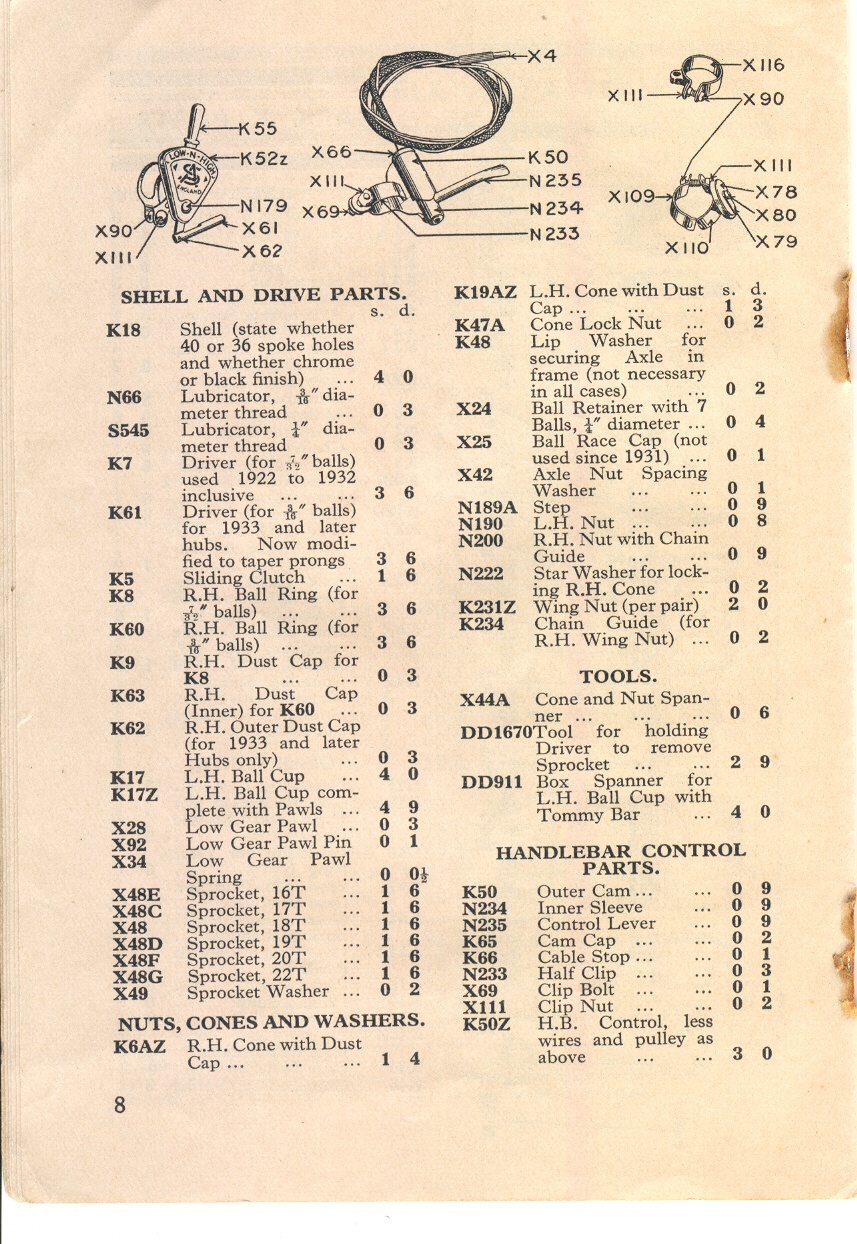 X4
X116
X111
X90
K55
LOW-N-HIGH
K52z
SA
ENGLAND
N179
X90
X61
X111
X62
X66
K50
X111
N235
X69
N234
N233
X111
X109
X78
X80
X110
X79
SHELL AND DRIVE PARTS.
s. d.
K18 Shell (state whether
40 or 36 spoke holes
and whether chrome
or black finish) ... 4 0
N66 Lubricator, 3/16″ dia-
meter thread ... 0 3
S545 Lubricator, ¼″ dia-
meter thread ... 0 3
K7 Driver (for 7/32″ balls)
used 1922 to 1932
inclusive ... ... 3 6
K61 Driver (for 3/16″ balls)
for 1933 and later
hubs. Now modi-
fied to taper prongs 3 6
K5 Sliding Clutch ... 1 6
K8 R.H. Ball Ring (for
7/32″ balls) ... ... 3 6
K60 R.H. Ball Ring (for
3/16″ balls) ... ... 3 6
K9 R.H. Dust Cap for
K8 ... ... 0 3
K63 R.H. Dust Cap
(Inner) for K60 ... 0 3
K62 R.H. Outer Dust Cap
(for 1933 and later
Hubs only) ... 0 3
K17 L.H. Ball Cup ... 4 0
K17Z L.H. Ball Cup com-
plete with Pawls ... 4 9
X28 Low Gear Pawl ... 0 3
X92 Low Gear Pawl Pin 0 1
X34 Low Gear Pawl
Spring ... ... 0 0½
X48E Sprocket, 16T ... 1 6
X48C Sprocket, 17T ... 1 6
X48 Sprocket, 18T ... 1 6
X48D Sprocket, 19T ... 1 6
X48F Sprocket, 20T ... 1 6
X48G Sprocket, 22T ... 1 6
X49 Sprocket Washer ... 0 2
NUTS, CONES AND WASHERS.
K6AZ R.H. Cone with Dust
Cap ... ... ... 1 4
K19AZ L.H. Cone with Dust s. d.
Cap ... ... ... 1 3
K47A Cone Lock Nut ... 0 2
K48 Lip Washer for
securing Axle in
frame (not necessary
in all cases) ... 0 2
X24 Ball Retainer with 7
Balls, ¼″ diameter ... 0 4
X25 Ball Race Cap (not
used since 1931) ... 0 1
X42 Axle Nut Spacing
Washer ... ... 0 1
N189A Step ... ... 0 9
N190 L.H. Nut ... ... 0 8
N200 R.H. Nut with Chain
Guide ... ... 0 9
N222 Star Washer for lock-
ing R.H. Cone ... 0 2
K231Z Wing Nut (per pair) 2 0
K234 Chain Guide (for
R.H. Wing Nut) ... 0 2
TOOLS.
X44A Cone and Nut Span-
ner ... ... ... 0 6
DD1670 Tool for holding
Driver to remove
Sprocket ... ... 2 9
DD911 Box Spanner for
L.H. Ball Cup with
Tommy Bar ... 4 0
HANDLEBAR CONTROL
PARTS.
K50 Outer Cam ... ... 0 9
N234 Inner Sleeve ... 0 9
N235 Control Lever ... 0 9
K65 Cam Cap ... ... 0 2
K66 Cable Stop ... ... 0 1
N233 Half Clip ... ... 0 3
X69 Clip Bolt ... ... 0 1
X111 Clip Nut ... ... 0 2
K50Z H.B. Control, less
wires and pulley as
above ... ... 3 0
8